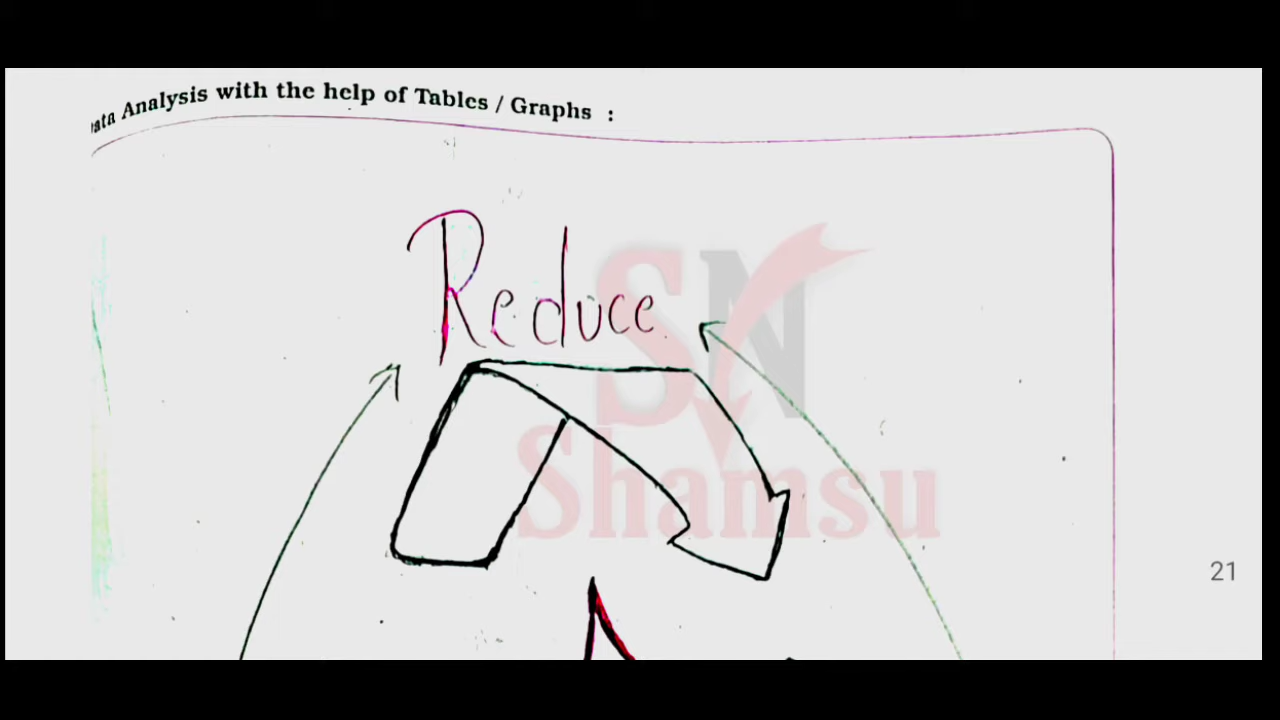 ata Analysis with the help of Tables / Graphs :
Reduce
SN
Shamsu
21